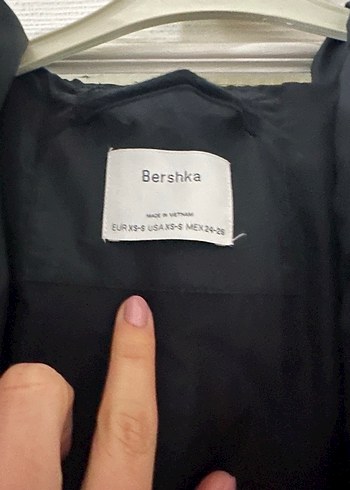 Bershka
MADE IN VIETNAM
EUR XS-S USA XS-S MEX 24-26